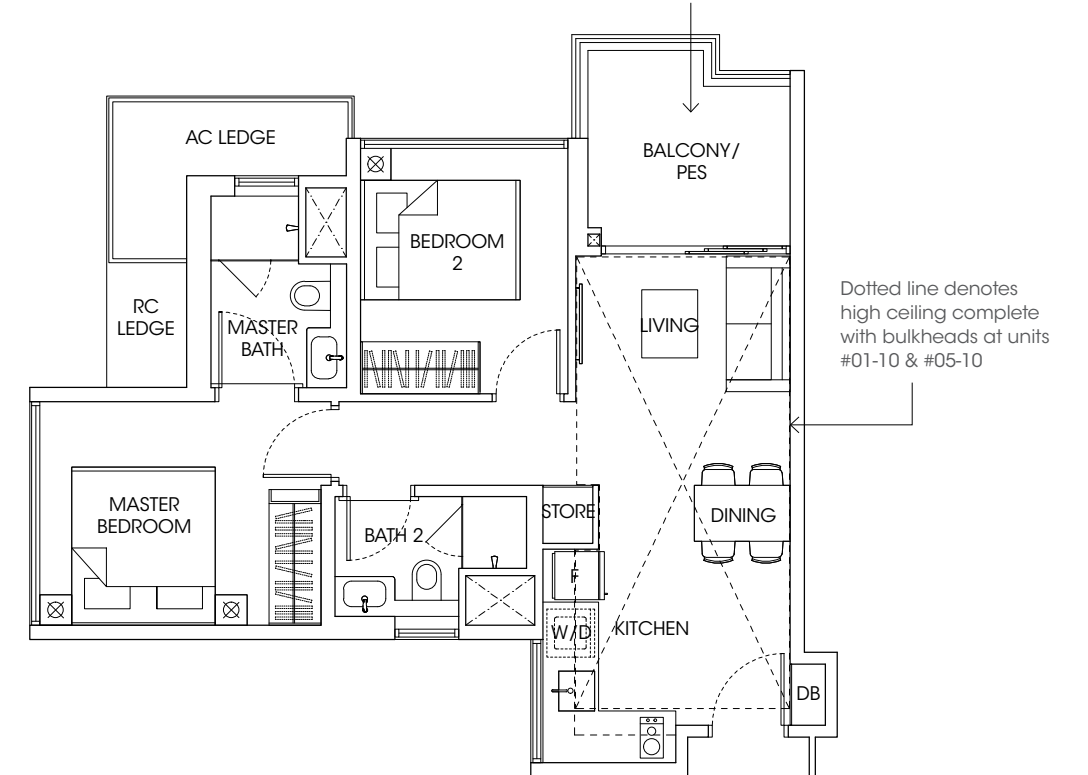 AC LEDGE
BALCONY/
PES
BEDROOM
2
RC
LEDGE
MASTER
BATH
LIVING
Dotted line denotes
high ceiling complete
with bulkheads at units
#01-10 & #05-10
MASTER
BEDROOM
BATH 2
STORE
DINING
F
W/D
KITCHEN
DB